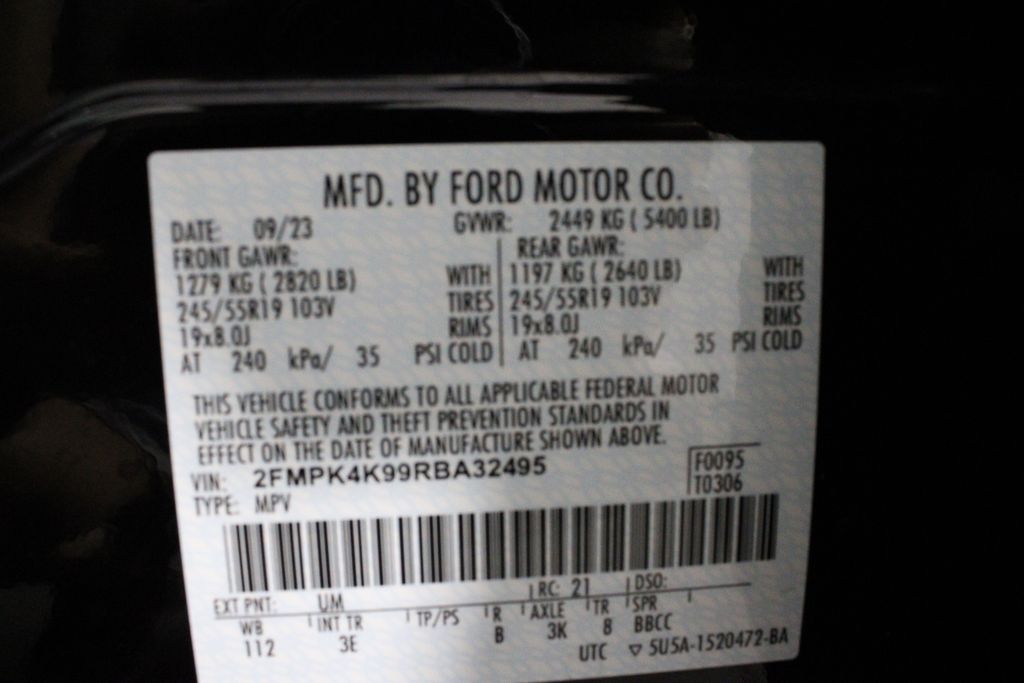 MFD. BY FORD MOTOR CO.
DATE: 09/23 GVWR: 2449 KG ( 5400 LB)
FRONT GAWR: REAR GAWR:
1279 KG ( 2820 LB) WITH 1197 KG ( 2640 LB) WITH
245/55R19 103V TIRES 245/55R19 103V TIRES
19x8.0J RIMS 19x8.0J RIMS
AT 240 kPa/ 35 PSI COLD AT 240 kPa/ 35 PSI COLD
THIS VEHICLE CONFORMS TO ALL APPLICABLE FEDERAL MOTOR
VEHICLE SAFETY AND THEFT PREVENTION STANDARDS IN
EFFECT ON THE DATE OF MANUFACTURE SHOWN ABOVE.
VIN: 2FMPK4K99RBA32495 F0095
TYPE: MPV T0306
EXT PNT: UM RC: 21 DSO:
WB INT TR TP/PS R AXLE TR SPR
112 3E B 3K 8 BBCC
UTC ▽ 5U5A-1520472-BA